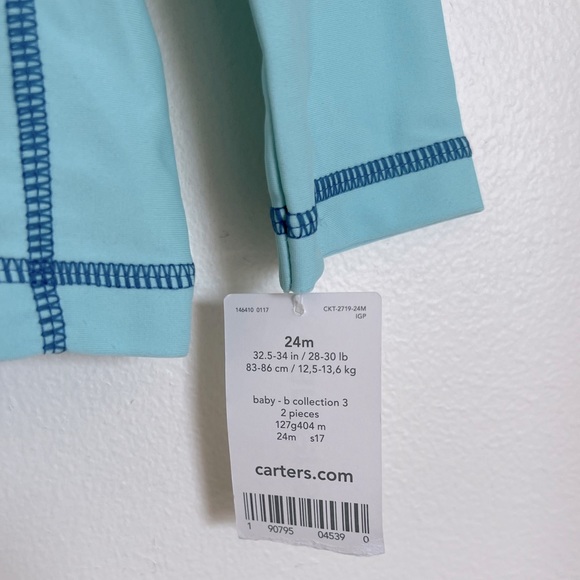 146410 0117 CKT-2719-24M
IGP
24m
32.5-34 in / 28-30 lb
83-86 cm / 12,5-13,6 kg
baby - b collection 3
2 pieces
127g404 m
24m s17
carters.com
1 90795 04539 0